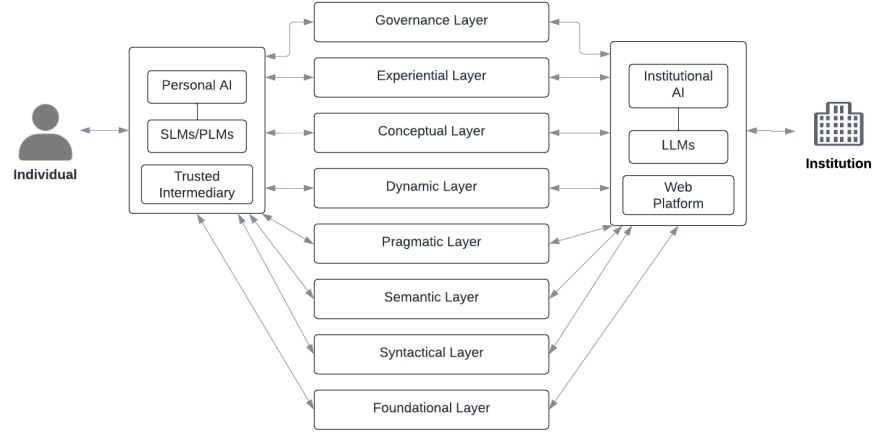 Governance Layer
Experiential Layer
Conceptual Layer
Dynamic Layer
Pragmatic Layer
Semantic Layer
Syntactical Layer
Foundational Layer
Personal AI
SLMs/PLMs
Trusted
Intermediary
Individual
Institutional
AI
LLMs
Web
Platform
Institution